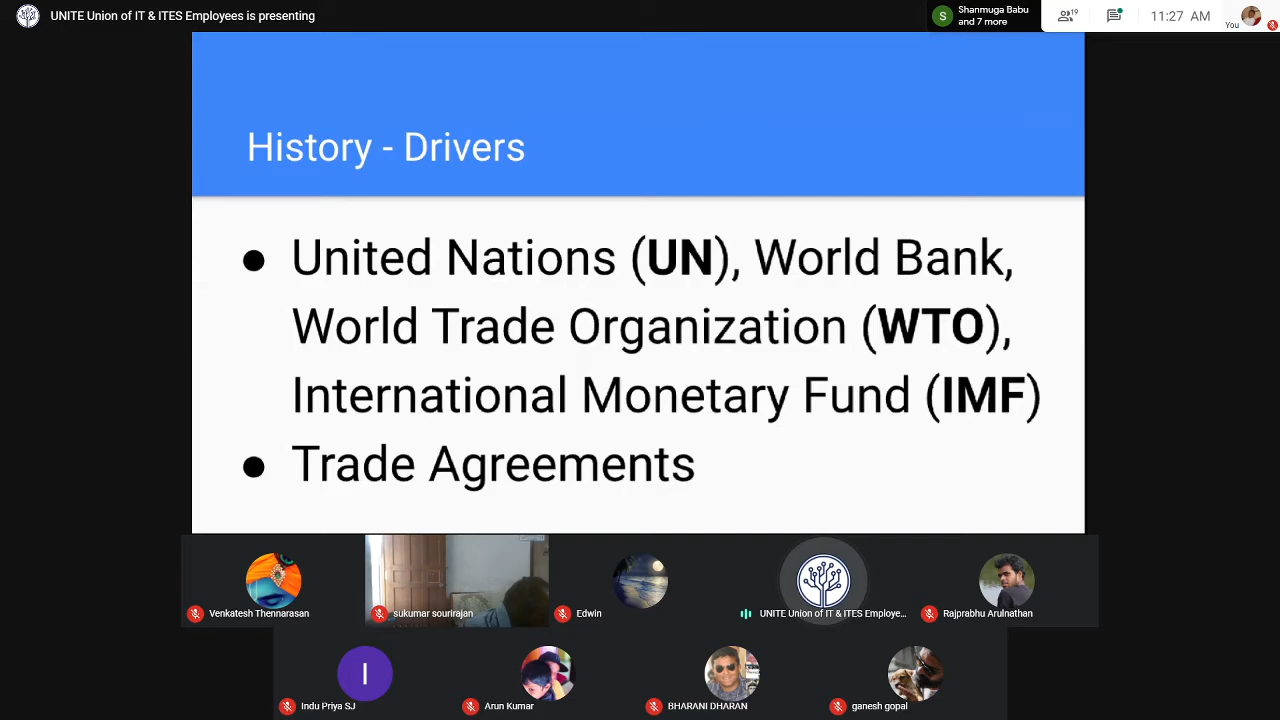 UNITE Union of IT & ITES Employees is presenting
S
Shanmuga Babu
and 7 more
19
11:27 AM
You
History - Drivers
● United Nations (UN), World Bank,
World Trade Organization (WTO),
International Monetary Fund (IMF)
● Trade Agreements
Venkatesh Thennarasan
sukumar sourirajan
Edwin
UNITE Union of IT & ITES Employe...
Rajprabhu Arulnathan
I
Indu Priya SJ
Arun Kumar
BHARANI DHARAN
ganesh gopal